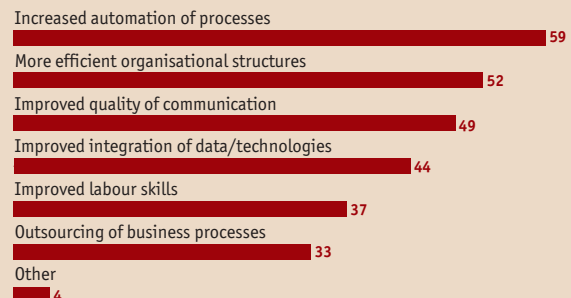 Increased automation of processes
59
More efficient organisational structures
52
Improved quality of communication
49
Improved integration of data/technologies
44
Improved labour skills
37
Outsourcing of business processes
33
Other
4